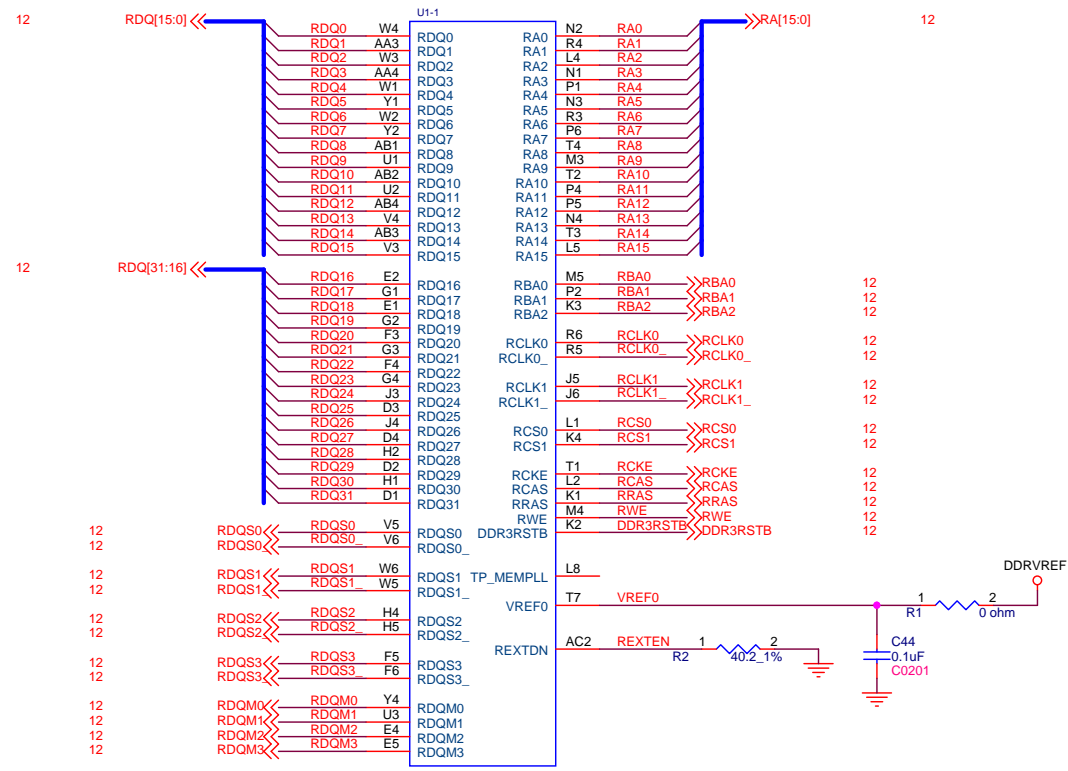 U1-1
12 RDQ[15:0] RA[15:0] 12
RDQ0 W4 RDQ0 RA0 N2 RA0
RDQ1 AA3 RDQ1 RA1 R4 RA1
RDQ2 W3 RDQ2 RA2 L4 RA2
RDQ3 AA4 RDQ3 RA3 N1 RA3
RDQ4 W1 RDQ4 RA4 P1 RA4
RDQ5 Y1 RDQ5 RA5 N3 RA5
RDQ6 W2 RDQ6 RA6 R3 RA6
RDQ7 Y2 RDQ7 RA7 P6 RA7
RDQ8 AB1 RDQ8 RA8 T4 RA8
RDQ9 U1 RDQ9 RA9 M3 RA9
RDQ10 AB2 RDQ10 RA10 T2 RA10
RDQ11 U2 RDQ11 RA11 P4 RA11
RDQ12 AB4 RDQ12 RA12 P5 RA12
RDQ13 V4 RDQ13 RA13 N4 RA13
RDQ14 AB3 RDQ14 RA14 T3 RA14
RDQ15 V3 RDQ15 RA15 L5 RA15
12 RDQ[31:16]
RDQ16 E2 RDQ16 RBA0 M5 RBA0 RBA0 12
RDQ17 G1 RDQ17 RBA1 P2 RBA1 RBA1 12
RDQ18 E1 RDQ18 RBA2 K3 RBA2 RBA2 12
RDQ19 G2 RDQ19
RDQ20 F3 RDQ20 RCLK0 R6 RCLK0 RCLK0 12
RDQ21 G3 RDQ21 RCLK0_ R5 RCLK0_ RCLK0_ 12
RDQ22 F4 RDQ22
RDQ23 G4 RDQ23 RCLK1 J5 RCLK1 RCLK1 12
RDQ24 J3 RDQ24 RCLK1_ J6 RCLK1_ RCLK1_ 12
RDQ25 D3 RDQ25
RDQ26 J4 RDQ26 RCS0 L1 RCS0 RCS0 12
RDQ27 D4 RDQ27 RCS1 K4 RCS1 RCS1 12
RDQ28 H2 RDQ28
RDQ29 D2 RDQ29 RCKE T1 RCKE RCKE 12
RDQ30 H1 RDQ30 RCAS L2 RCAS RCAS 12
RDQ31 D1 RDQ31 RRAS K1 RRAS RRAS 12
RWE M4 RWE RWE 12
12 RDQS0 RDQS0 V5 RDQS0 DDR3RSTB K2 DDR3RSTB DDR3RSTB 12
12 RDQS0_ RDQS0_ V6 RDQS0_
12 RDQS1 RDQS1 W6 RDQS1 TP_MEMPLL L8
12 RDQS1_ RDQS1_ W5 RDQS1_
DDRVREF
VREF0 T7 VREF0 1 R1 2 0 ohm
12 RDQS2 RDQS2 H4 RDQS2
12 RDQS2_ RDQS2_ H5 RDQS2_
REXTDN AC2 REXTEN 1 R2 2 40.2_1%
C44
0.1uF
C0201
12 RDQS3 RDQS3 F5 RDQS3
12 RDQS3_ RDQS3_ F6 RDQS3_
12 RDQM0 RDQM0 Y4 RDQM0
12 RDQM1 RDQM1 U3 RDQM1
12 RDQM2 RDQM2 E4 RDQM2
12 RDQM3 RDQM3 E5 RDQM3